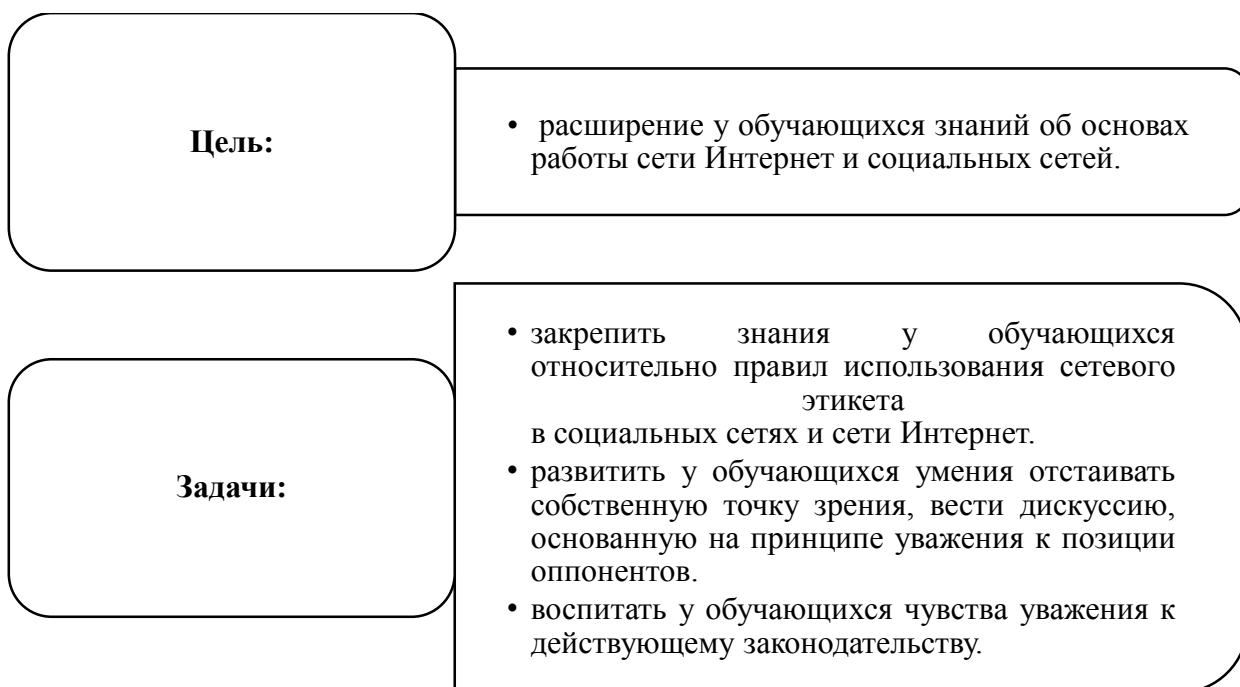 Цель:
• расширение у обучающихся знаний об основах
работы сети Интернет и социальных сетей.
Задачи:
• закрепить знания у обучающихся
относительно правил использования сетевого
этикета
в социальных сетях и сети Интернет.
• развитить у обучающихся умения отстаивать
собственную точку зрения, вести дискуссию,
основанную на принципе уважения к позиции
оппонентов.
• воспитать у обучающихся чувства уважения к
действующему законодательству.